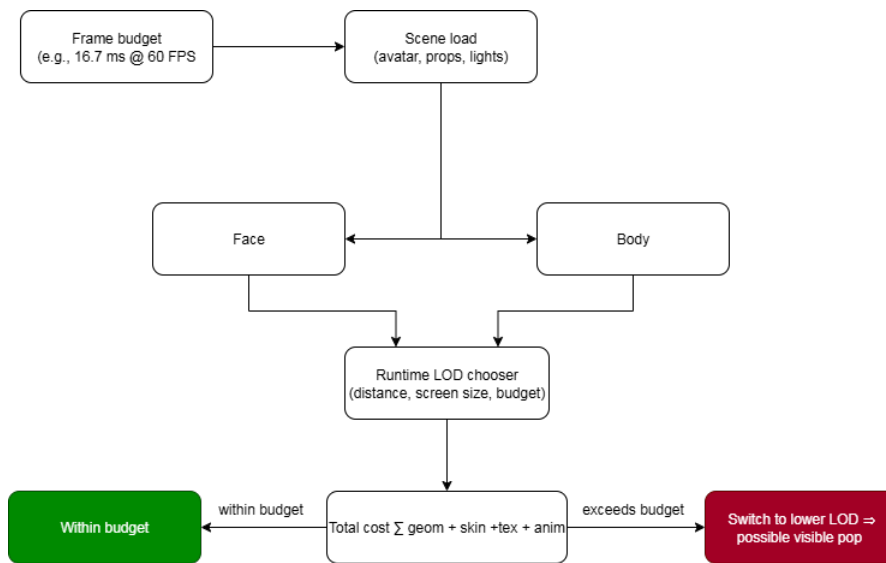 Frame budget
(e.g., 16.7 ms @ 60 FPS
Scene load
(avatar, props, lights)
Face
Body
Runtime LOD chooser
(distance, screen size, budget)
Within budget
within budget
Total cost ∑ geom + skin +tex + anim
exceeds budget
Switch to lower LOD ⇒
possible visible pop